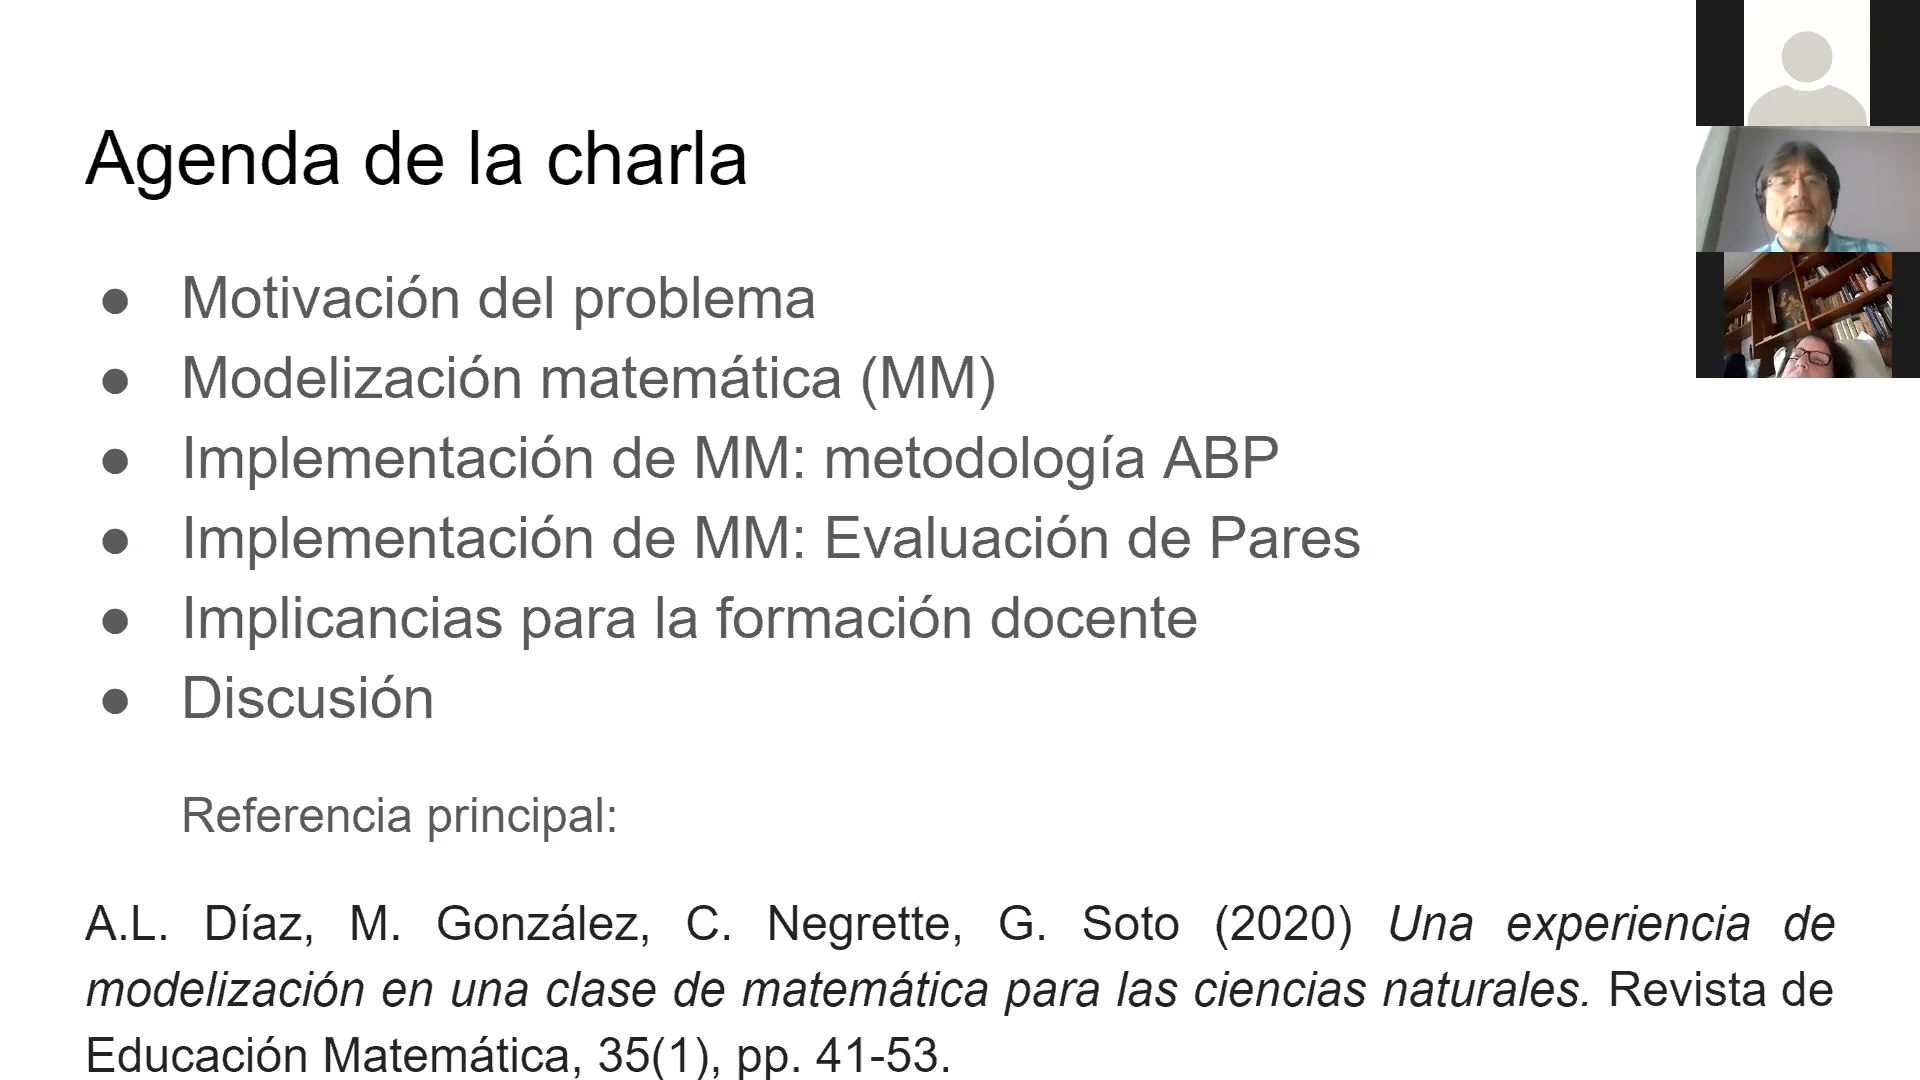 Agenda de la charla
● Motivación del problema
● Modelización matemática (MM)
● Implementación de MM: metodología ABP
● Implementación de MM: Evaluación de Pares
● Implicancias para la formación docente
● Discusión
Referencia principal:
A.L. Díaz, M. González, C. Negrette, G. Soto (2020) Una experiencia de
modelización en una clase de matemática para las ciencias naturales. Revista de
Educación Matemática, 35(1), pp. 41-53.